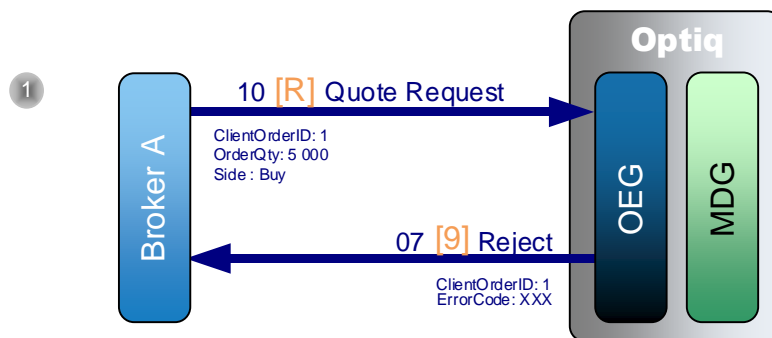 Optiq
1
10 [R] Quote Request
ClientOrderID: 1
OrderQty: 5 000
Side : Buy
Broker A
OEG
MDG
07 [9] Reject
ClientOrderID: 1
ErrorCode: XXX